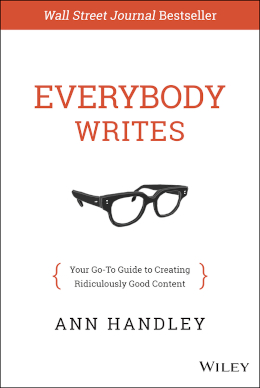 Wall Street Journal Bestseller
EVERYBODY
WRITES
{ Your Go-To Guide to Creating }
Ridiculously Good Content
ANN HANDLEY
WILEY